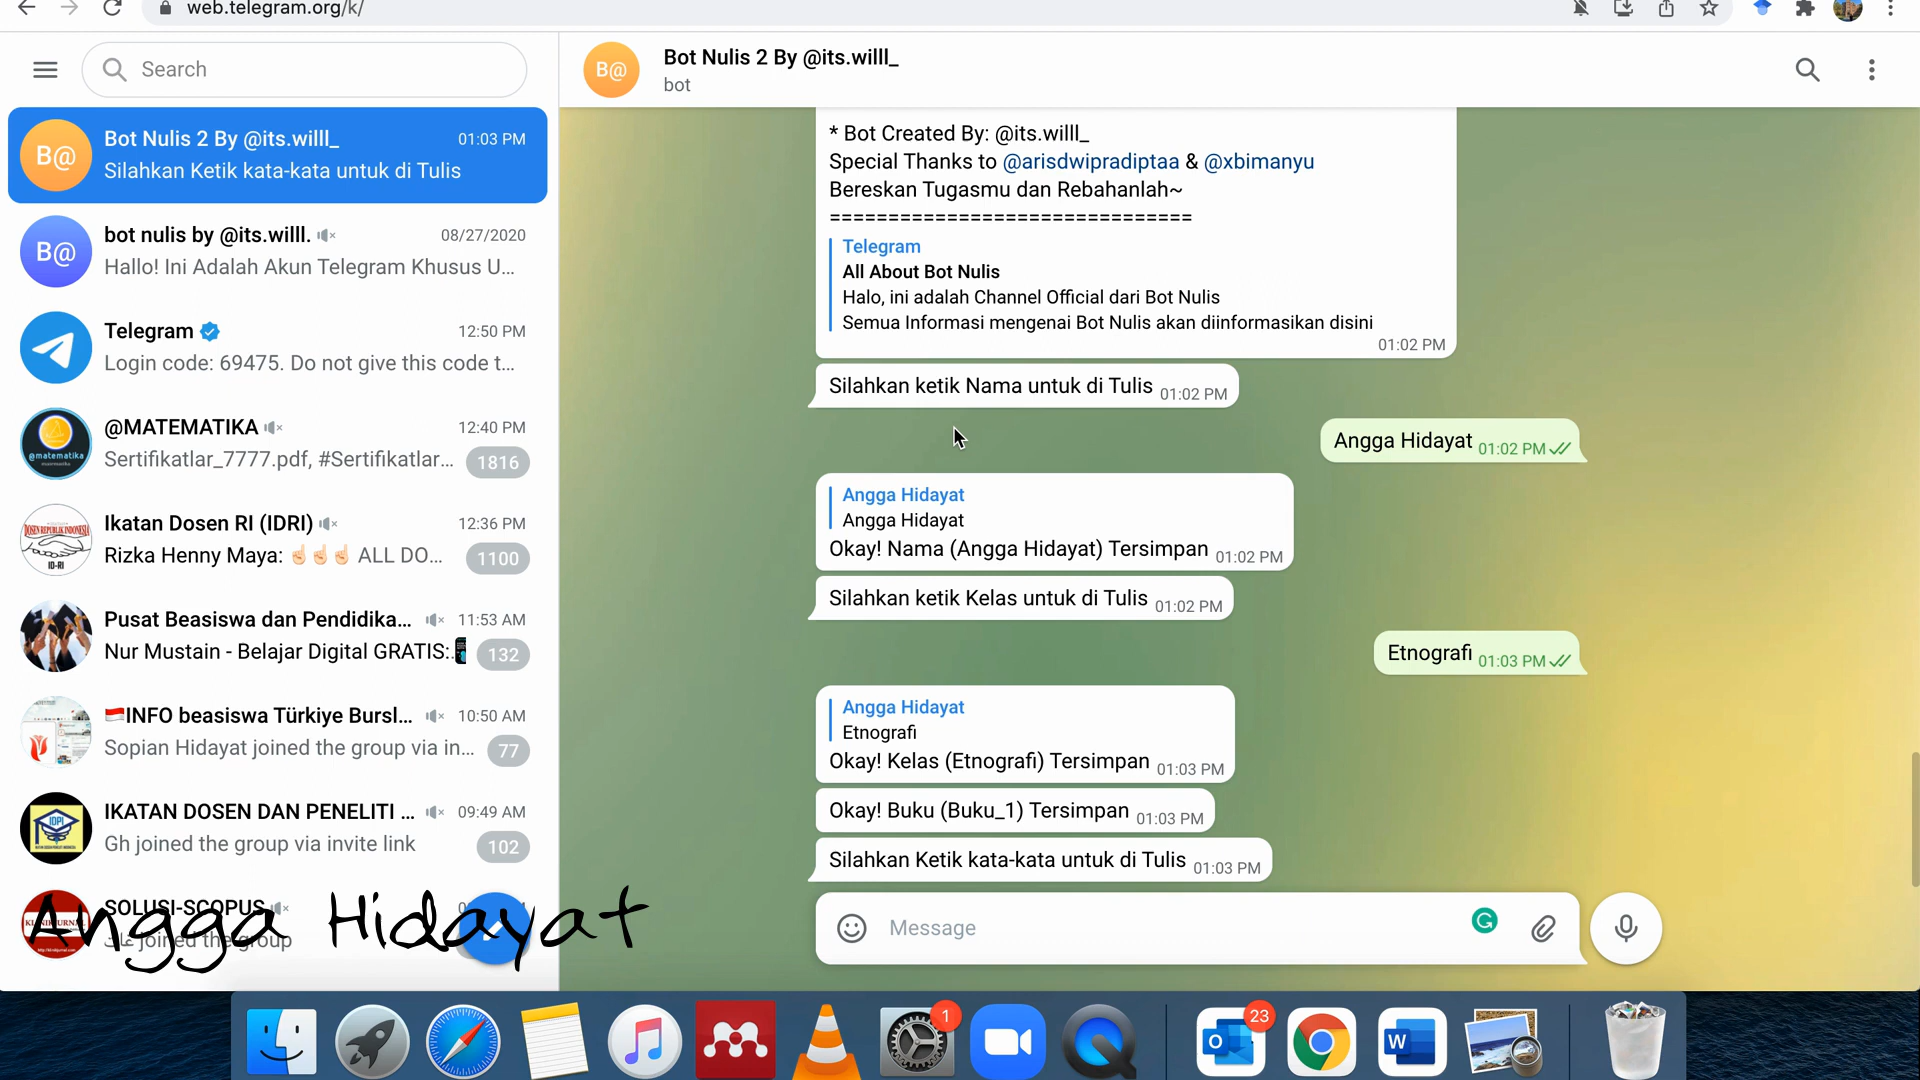 web.telegram.org/k/
Search
Bot Nulis 2 By @its.willl_ 01:03 PM
Silahkan Ketik kata-kata untuk di Tulis
bot nulis by @its.willl. 08/27/2020
Hallo! Ini Adalah Akun Telegram Khusus U...
Telegram 12:50 PM
Login code: 69475. Do not give this code t...
@MATEMATIKA 12:40 PM
Sertifikatlar_7777.pdf, #Sertifikatlar... 1816
Ikatan Dosen RI (IDRI) 12:36 PM
Rizka Henny Maya: ☝🏻☝🏻☝🏻 ALL DO... 1100
Pusat Beasiswa dan Pendidika... 11:53 AM
Nur Mustain - Belajar Digital GRATIS:. 132
🇮🇩INFO beasiswa Türkiye Bursl... 10:50 AM
Sopian Hidayat joined the group via in... 77
IKATAN DOSEN DAN PENELITI ... 09:49 AM
Gh joined the group via invite link 102
SOLUSI-SCOPUS
joined the group
Angga Hidayat
B@
B@
@matematika
DOSEN REPUBLIK INDONESIA
ID-RI
IDPI
B@
Bot Nulis 2 By @its.willl_
bot
* Bot Created By: @its.willl_
Special Thanks to @arisdwipradiptaa & @xbimanyu
Bereskan Tugasmu dan Rebahanlah~
===============================
Telegram
All About Bot Nulis
Halo, ini adalah Channel Official dari Bot Nulis
Semua Informasi mengenai Bot Nulis akan diinformasikan disini
01:02 PM
Silahkan ketik Nama untuk di Tulis 01:02 PM
Angga Hidayat 01:02 PM
Angga Hidayat
Angga Hidayat
Okay! Nama (Angga Hidayat) Tersimpan 01:02 PM
Silahkan ketik Kelas untuk di Tulis 01:02 PM
Etnografi 01:03 PM
Angga Hidayat
Etnografi
Okay! Kelas (Etnografi) Tersimpan 01:03 PM
Okay! Buku (Buku_1) Tersimpan 01:03 PM
Silahkan Ketik kata-kata untuk di Tulis 01:03 PM
Message
1
23
O
W